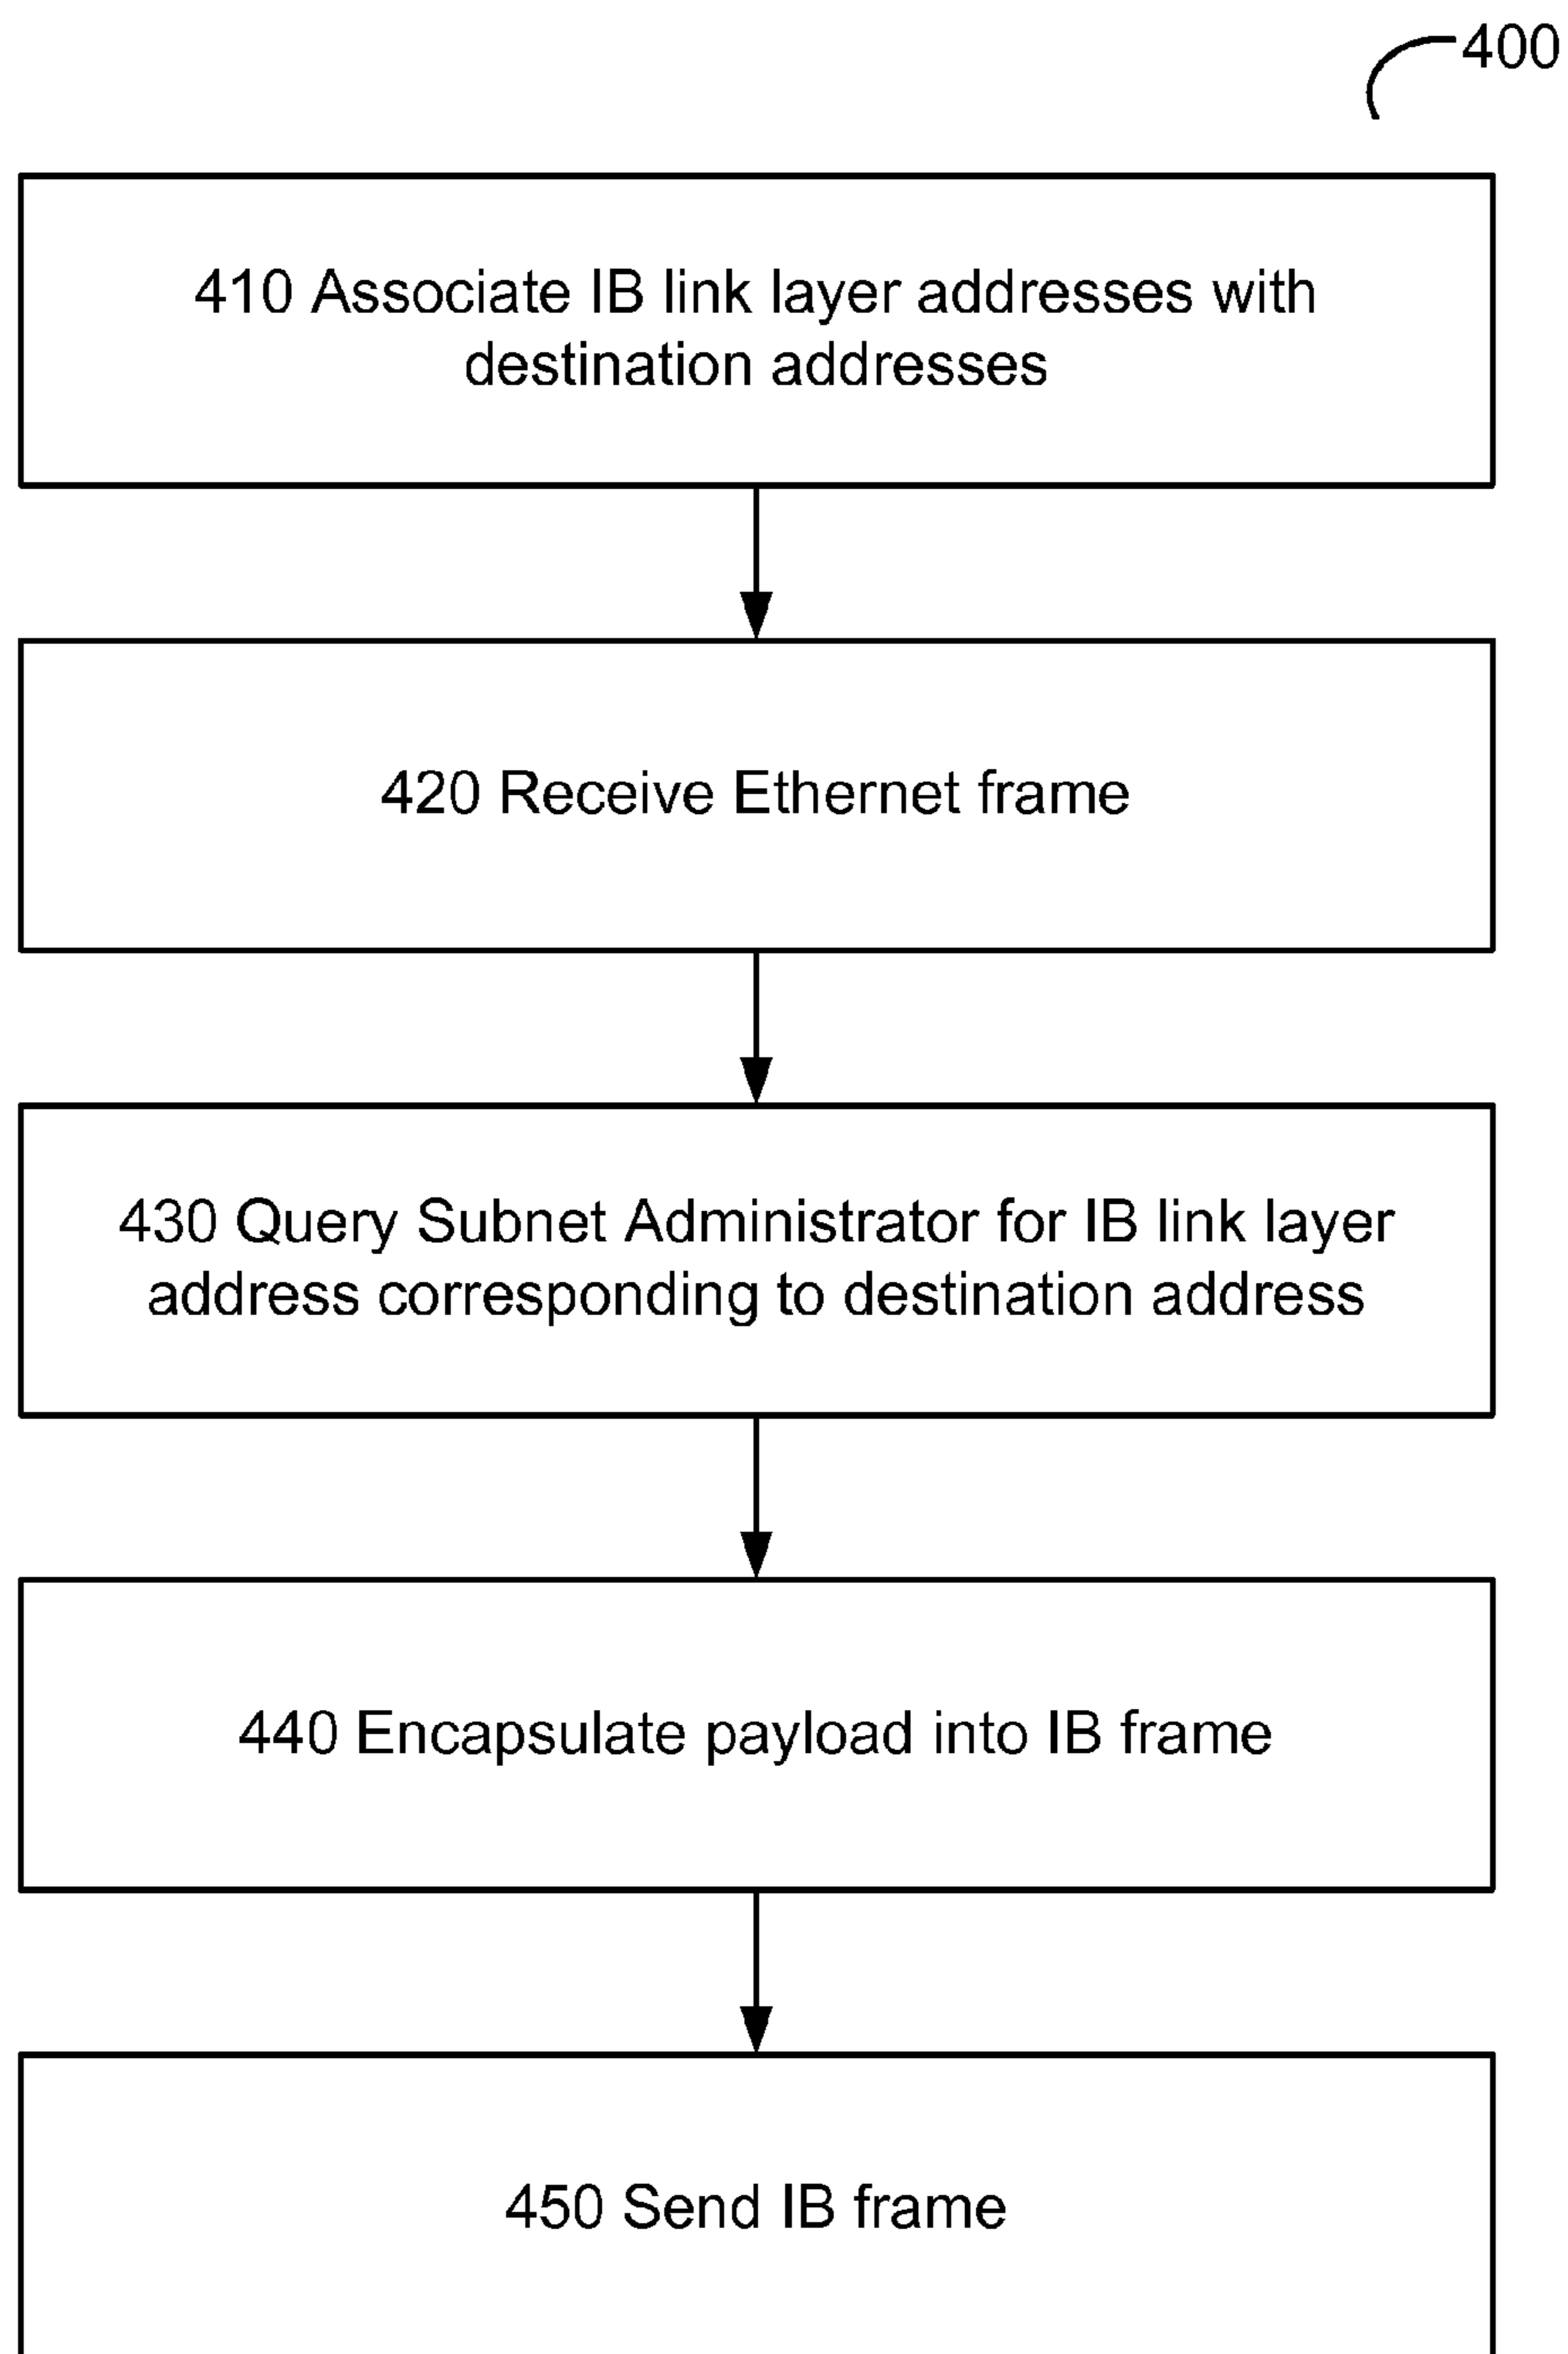 400
410 Associate IB link layer addresses with
destination addresses
420 Receive Ethernet frame
430 Query Subnet Administrator for IB link layer
address corresponding to destination address
440 Encapsulate payload into IB frame
450 Send IB frame